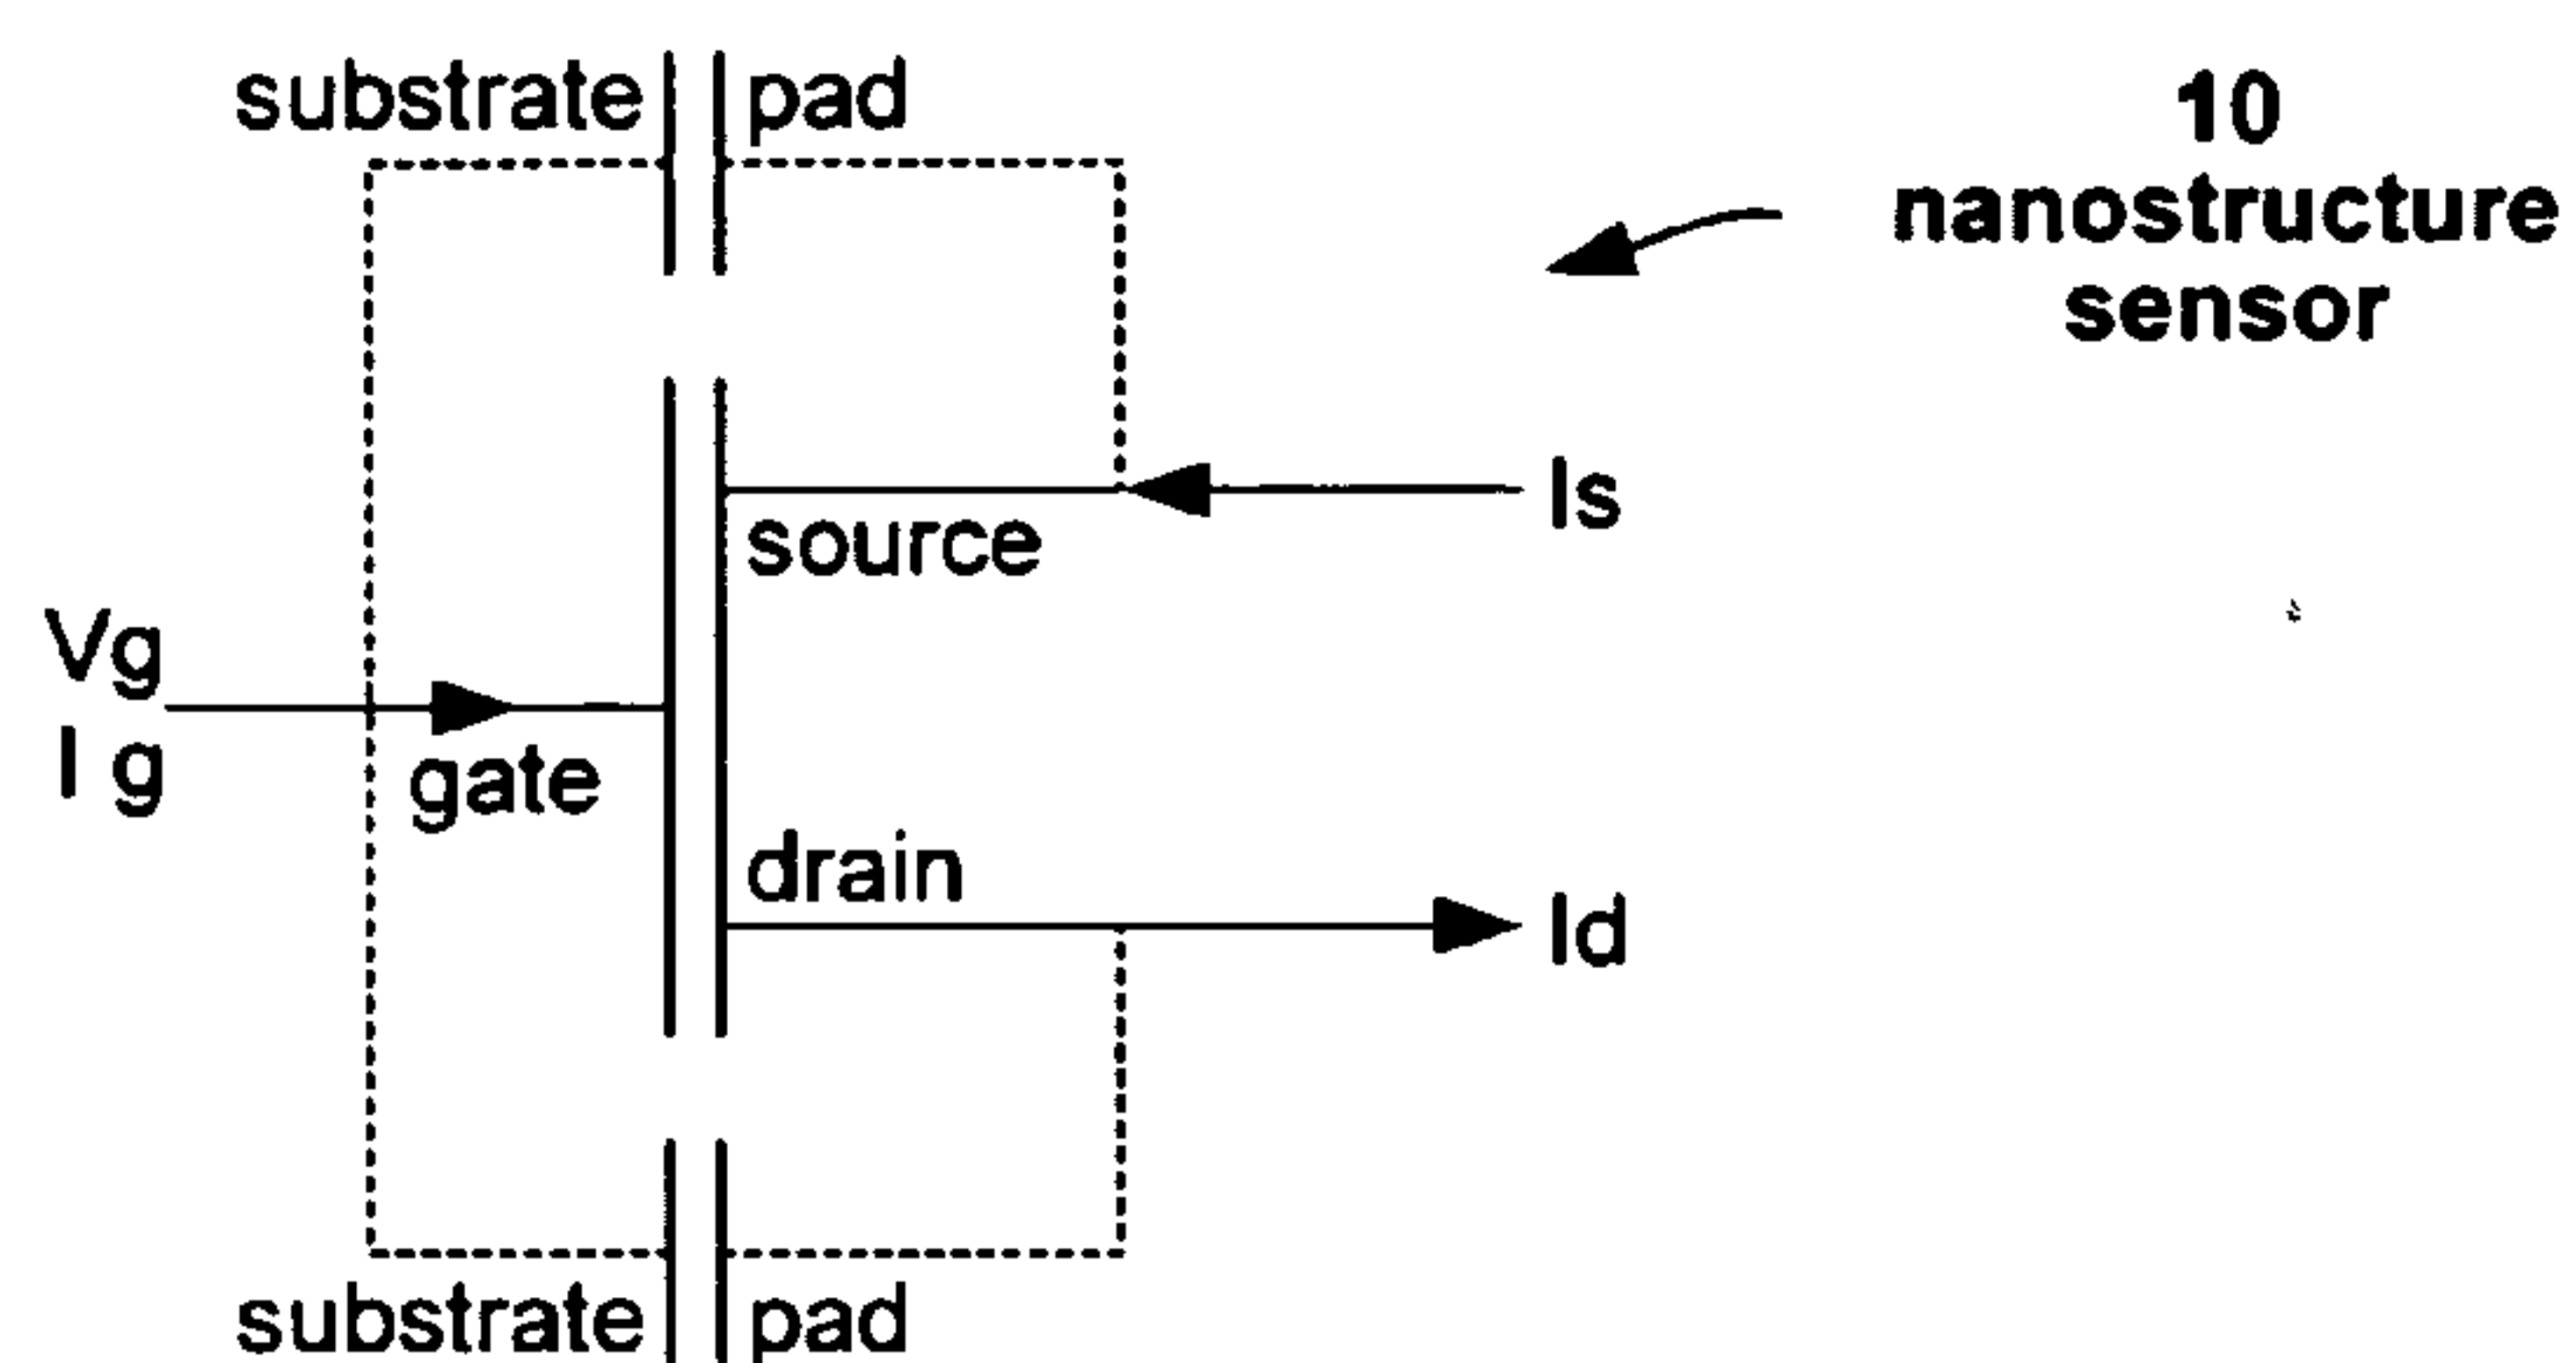 substrate
pad
10
nanostructure
sensor
Is
source
Vg
I g
gate
drain
Id
substrate
pad